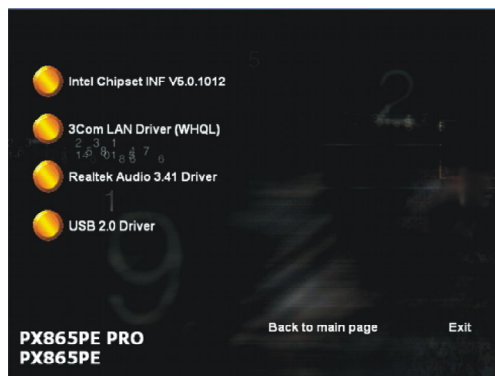 Intel Chipset INF V5.0.1012
3Com LAN Driver (WHQL)
Realtek Audio 3.41 Driver
USB 2.0 Driver
Back to main page
Exit
PX865PE PRO
PX865PE